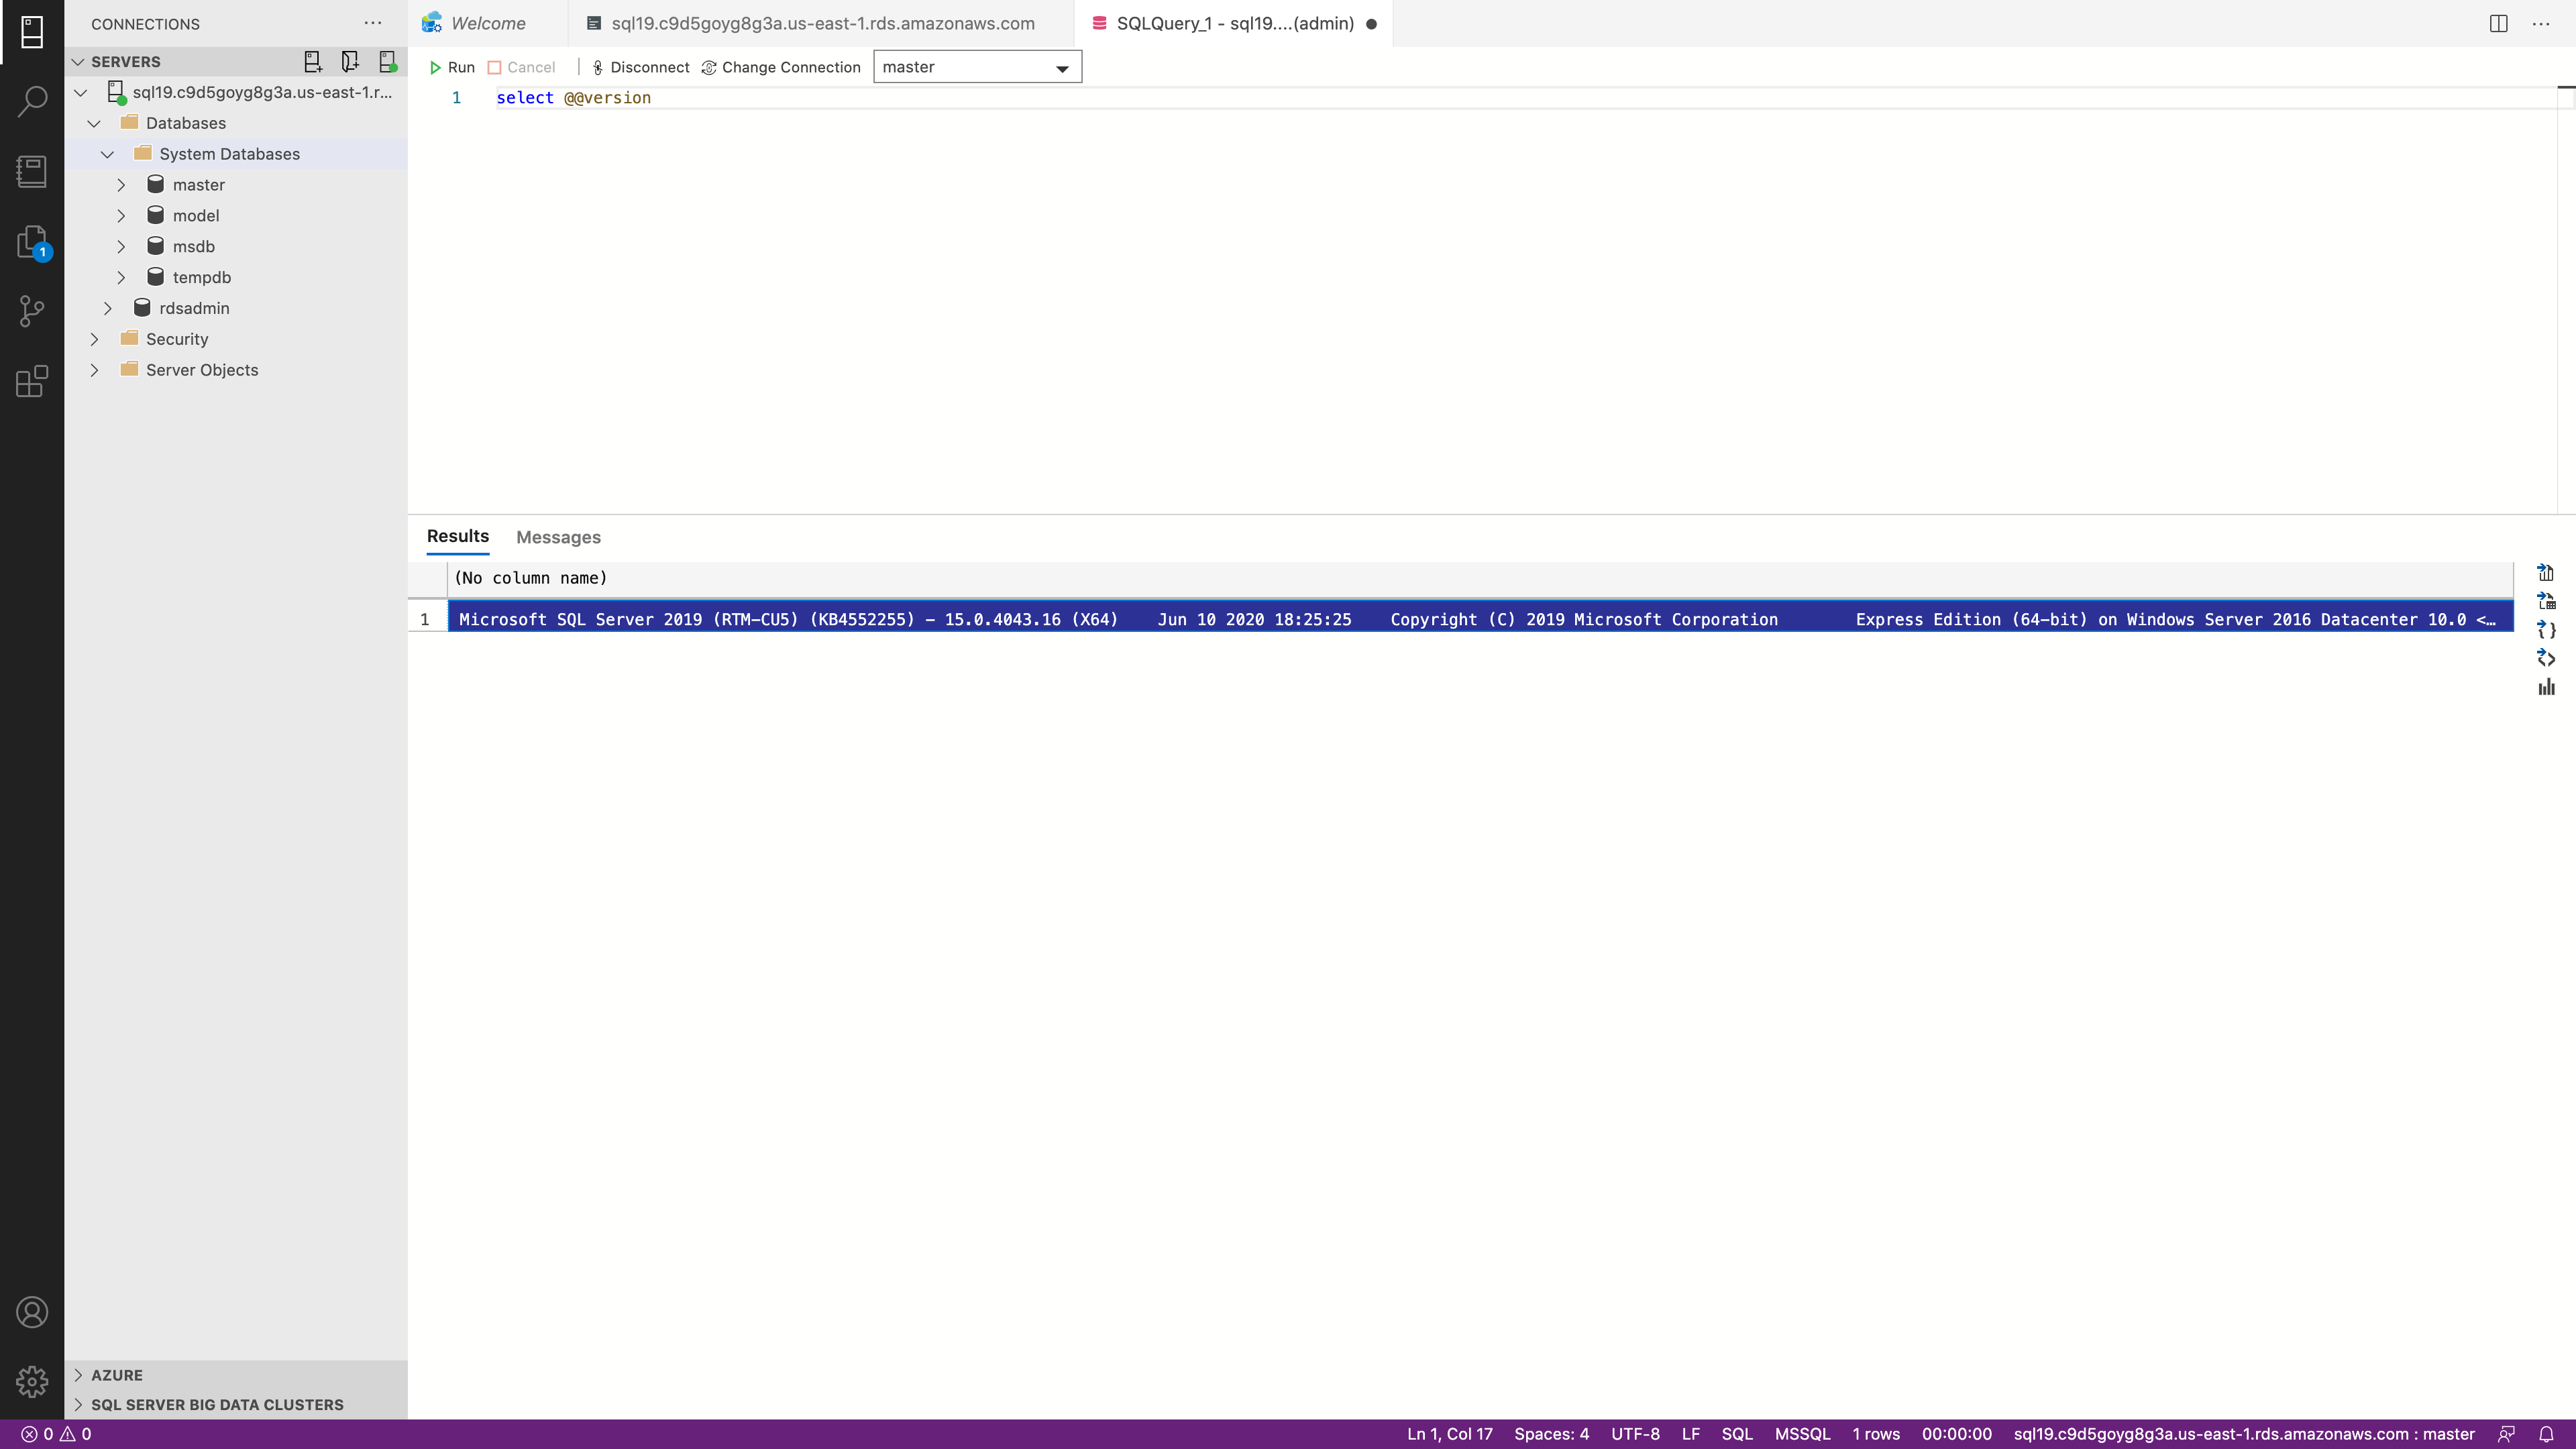 CONNECTIONS
SERVERS
sql19.c9d5goyg8g3a.us-east-1.r...
Databases
System Databases
master
model
msdb
tempdb
rdsadmin
Security
Server Objects
AZURE
SQL SERVER BIG DATA CLUSTERS
1
Welcome
sql19.c9d5goyg8g3a.us-east-1.rds.amazonaws.com
SQLQuery_1 - sql19....(admin)
Run Cancel | Disconnect Change Connection master
1 select @@version
Results Messages
(No column name)
1 Microsoft SQL Server 2019 (RTM-CU5) (KB4552255) - 15.0.4043.16 (X64) Jun 10 2020 18:25:25 Copyright (C) 2019 Microsoft Corporation Express Edition (64-bit) on Windows Server 2016 Datacenter 10.0 <…
0 0
Ln 1, Col 17 Spaces: 4 UTF-8 LF SQL MSSQL 1 rows 00:00:00 sql19.c9d5goyg8g3a.us-east-1.rds.amazonaws.com : master